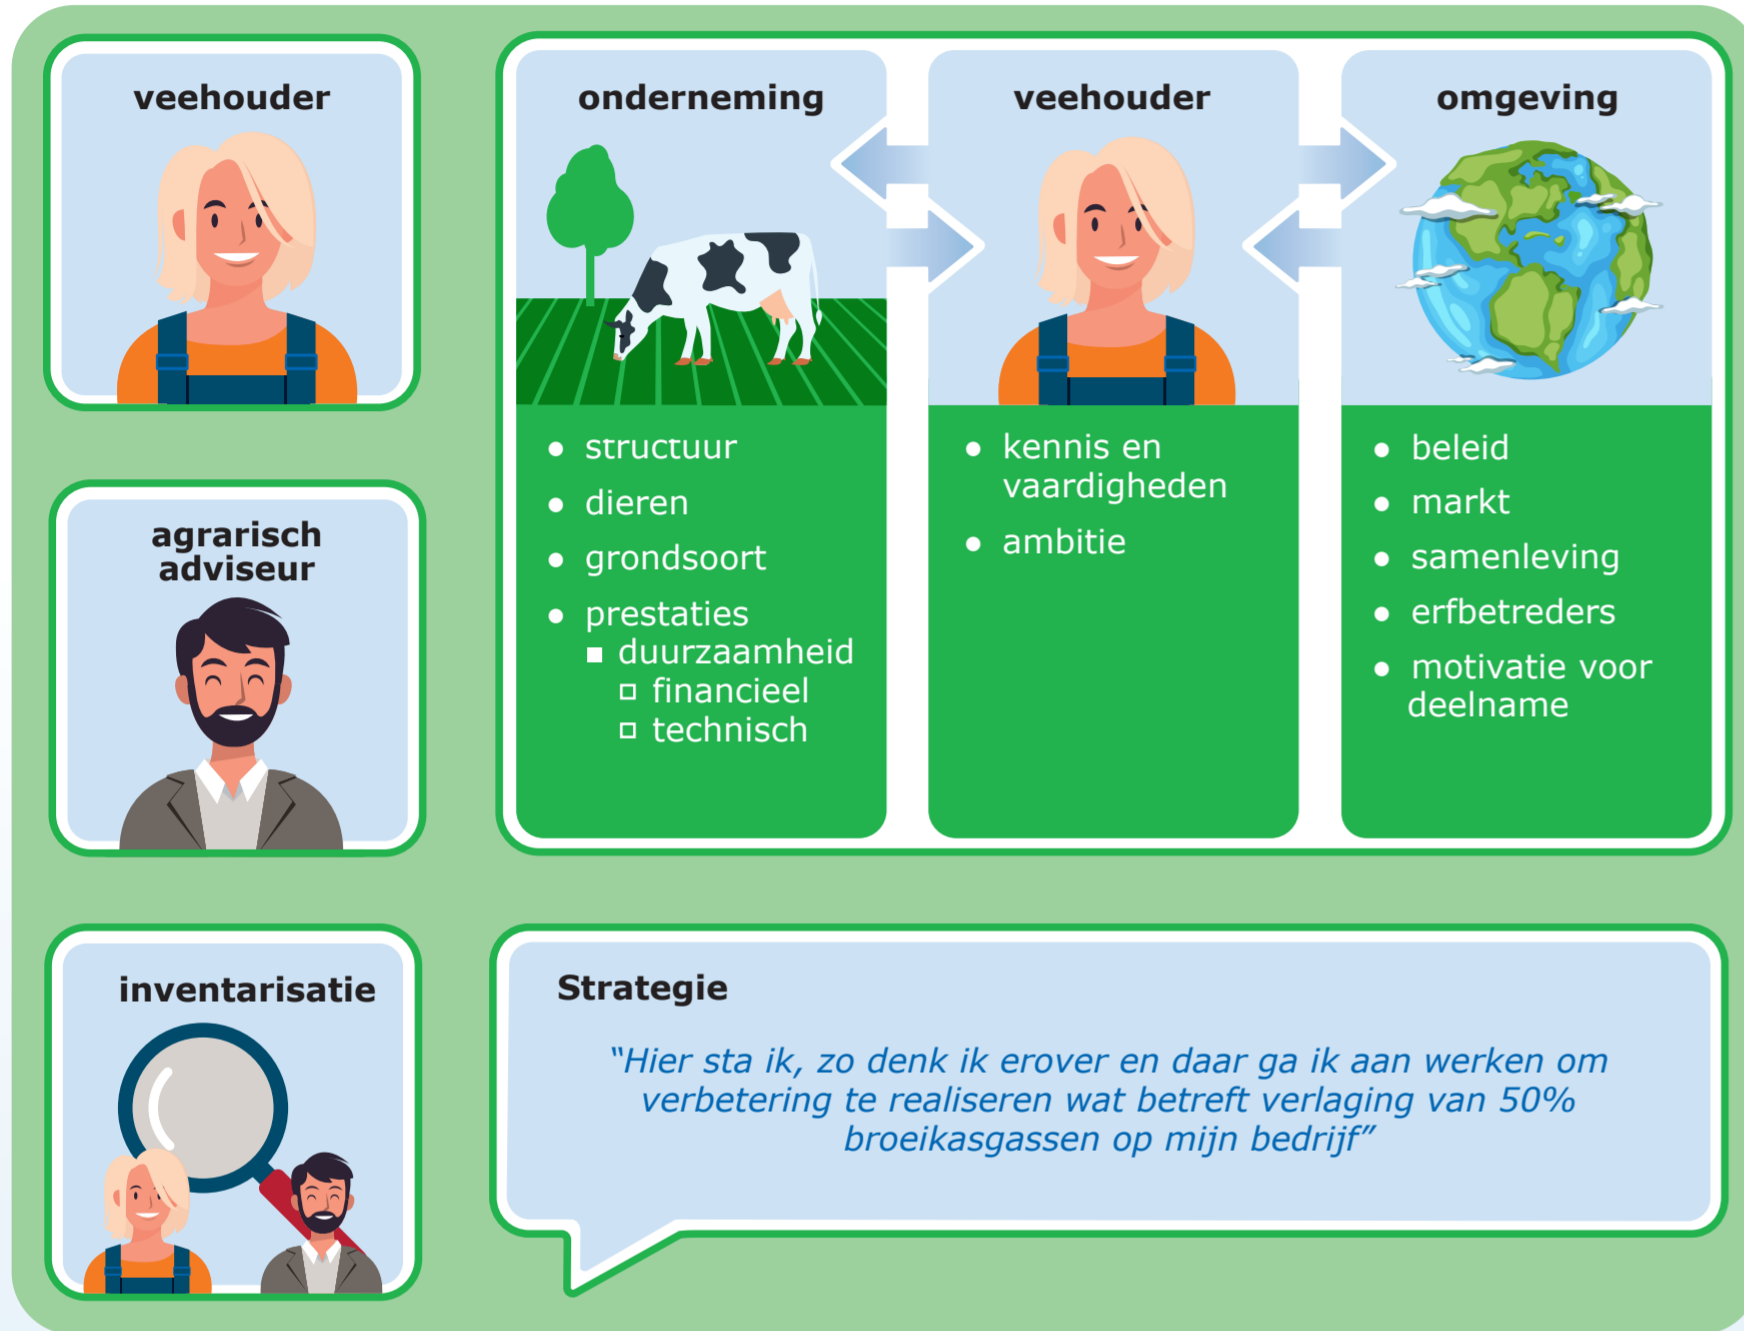 veehouder
agrarisch
adviseur
inventarisatie
onderneming
• structuur
• dieren
• grondsoort
• prestaties
■ duurzaamheid
□ financieel
□ technisch
veehouder
• kennis en
vaardigheden
• ambitie
omgeving
• beleid
• markt
• samenleving
• erfbetreders
• motivatie voor
deelname
Strategie
“Hier sta ik, zo denk ik erover en daar ga ik aan werken om
verbetering te realiseren wat betreft verlaging van 50%
broeikasgassen op mijn bedrijf”